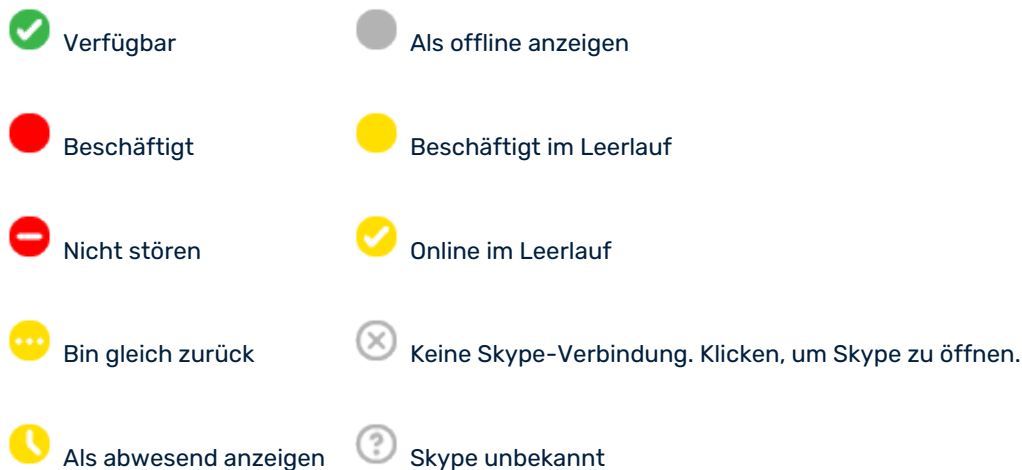 Verfügbar
Als offline anzeigen
Beschäftigt
Beschäftigt im Leerlauf
Nicht stören
Online im Leerlauf
Bin gleich zurück
Keine Skype-Verbindung. Klicken, um Skype zu öffnen.
Als abwesend anzeigen
Skype unbekannt